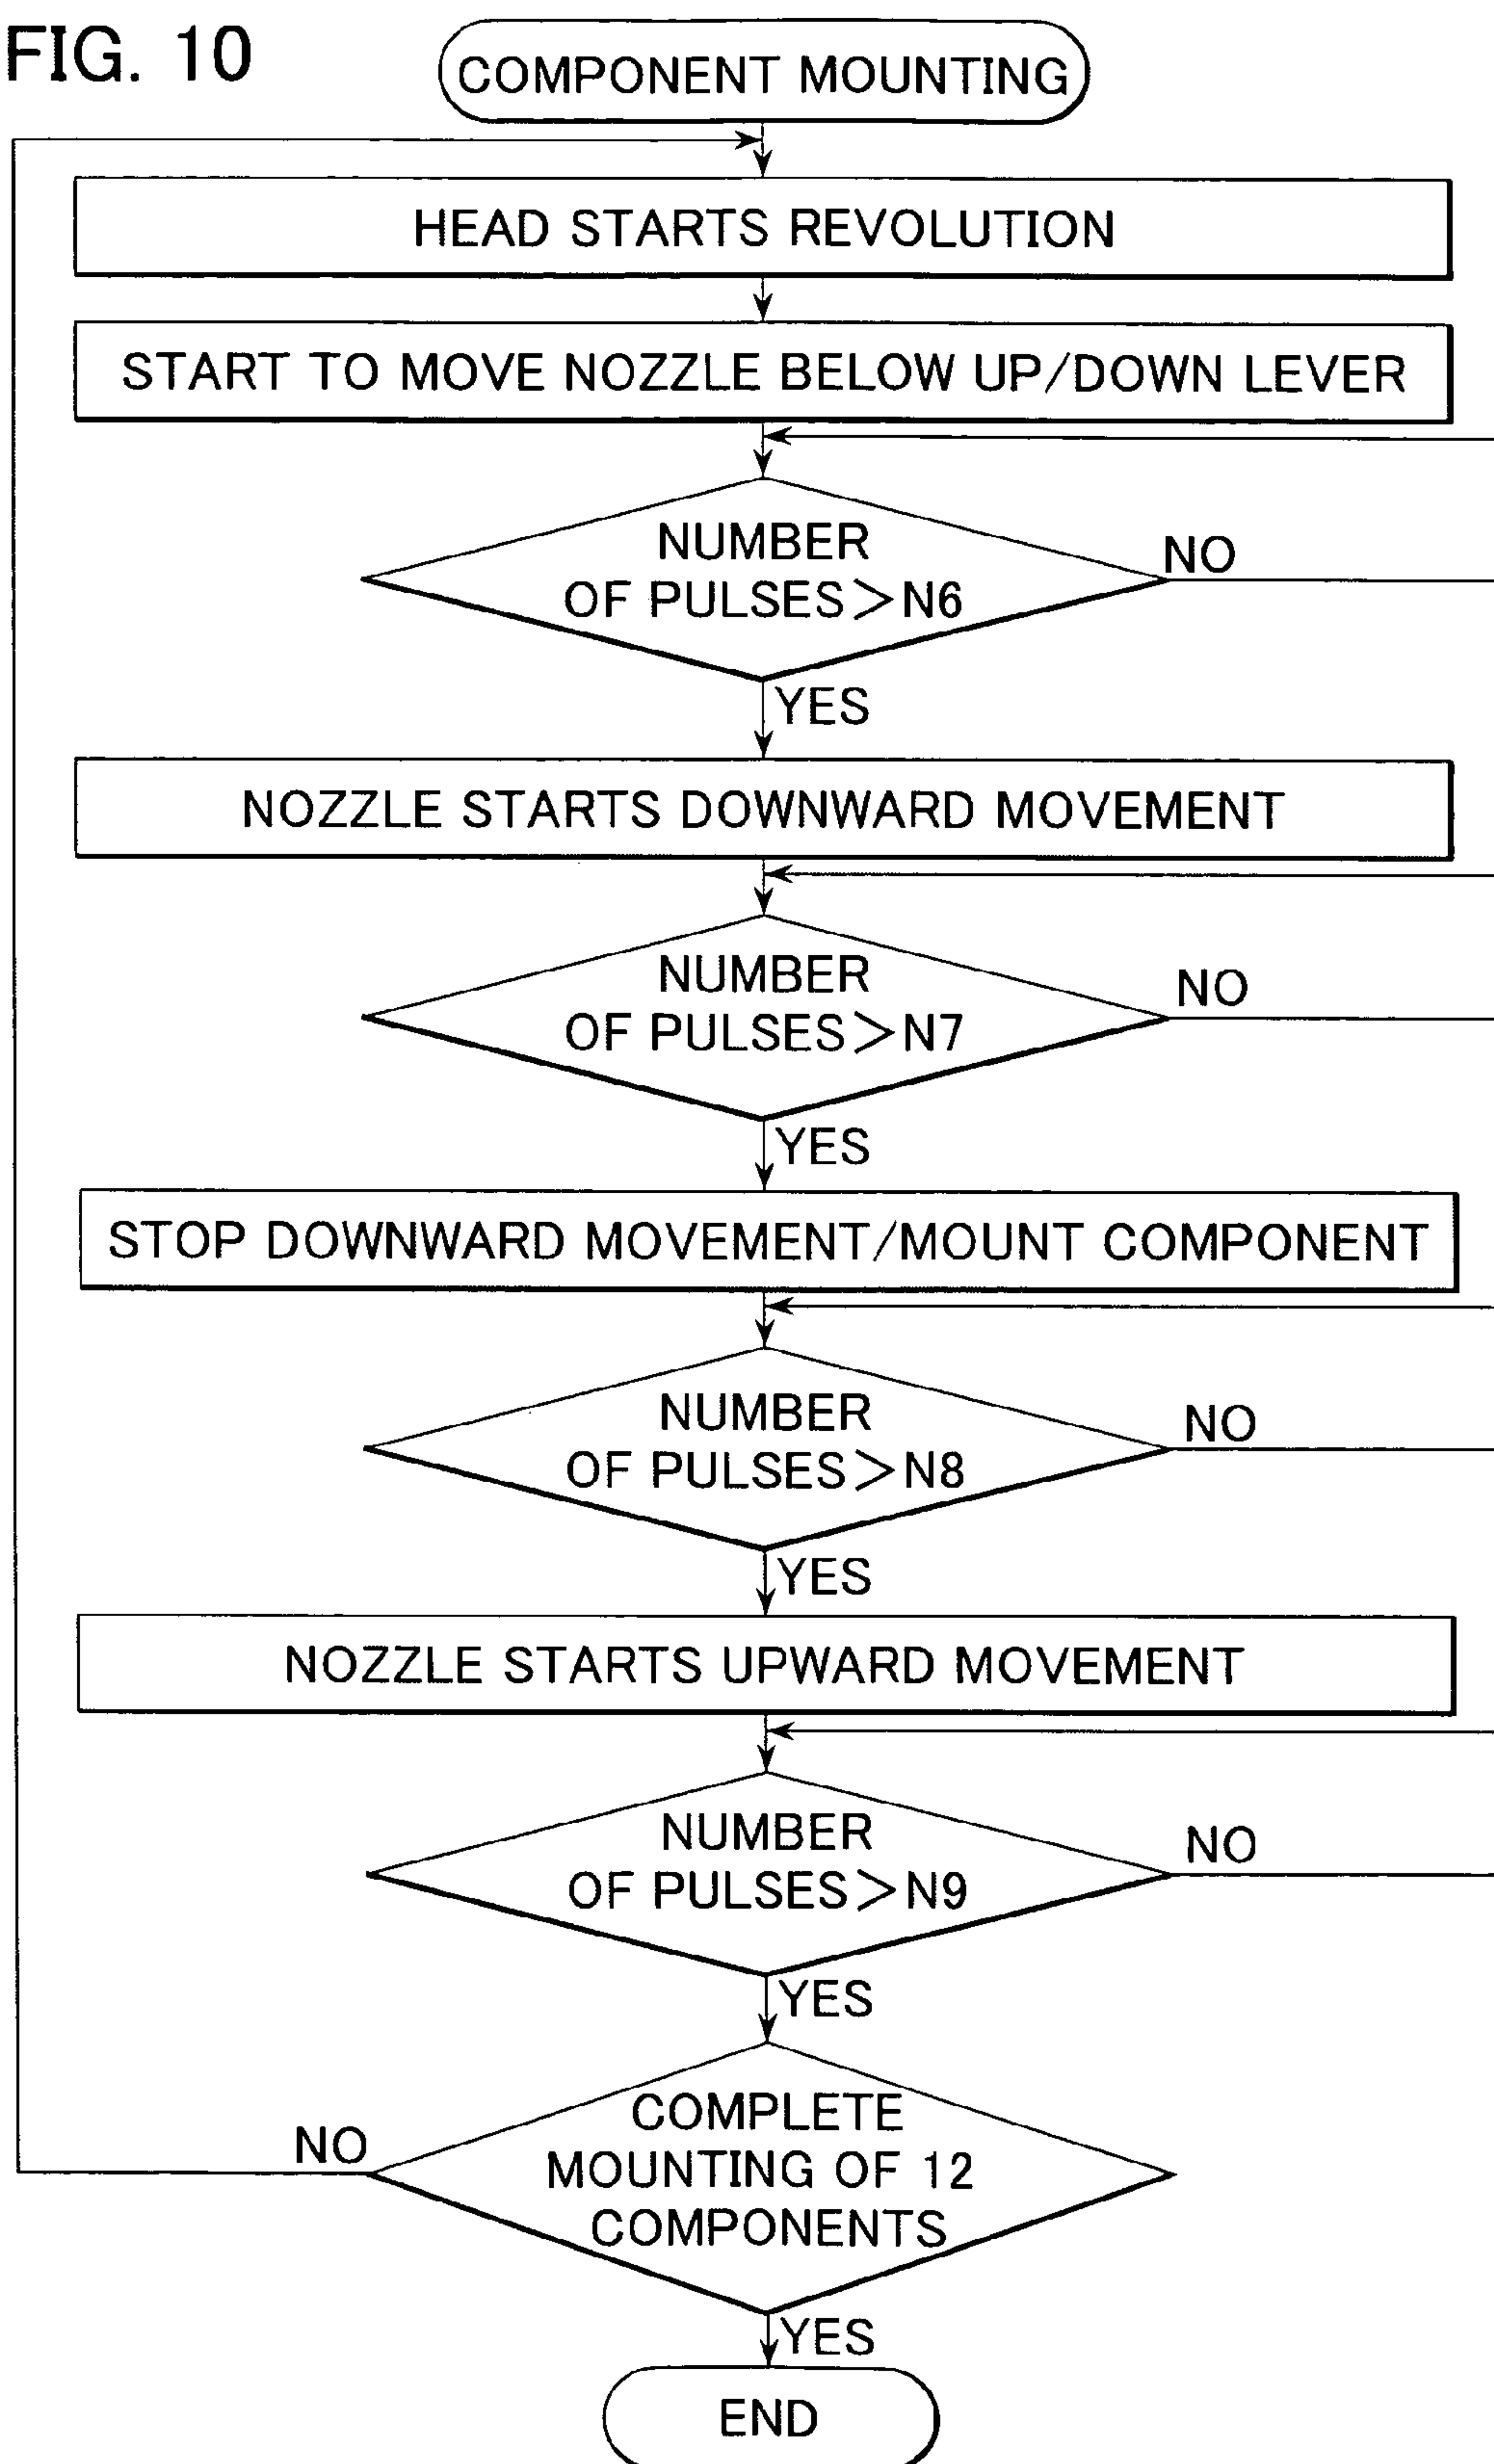 FIG. 10
COMPONENT MOUNTING
HEAD STARTS REVOLUTION
START TO MOVE NOZZLE BELOW UP/DOWN LEVER
NUMBER
OF PULSES>N6
NO
YES
NOZZLE STARTS DOWNWARD MOVEMENT
NUMBER
OF PULSES>N7
NO
YES
STOP DOWNWARD MOVEMENT/MOUNT COMPONENT
NUMBER
OF PULSES>N8
NO
YES
NOZZLE STARTS UPWARD MOVEMENT
NUMBER
OF PULSES>N9
NO
YES
COMPLETE
MOUNTING OF 12
COMPONENTS
NO
YES
END